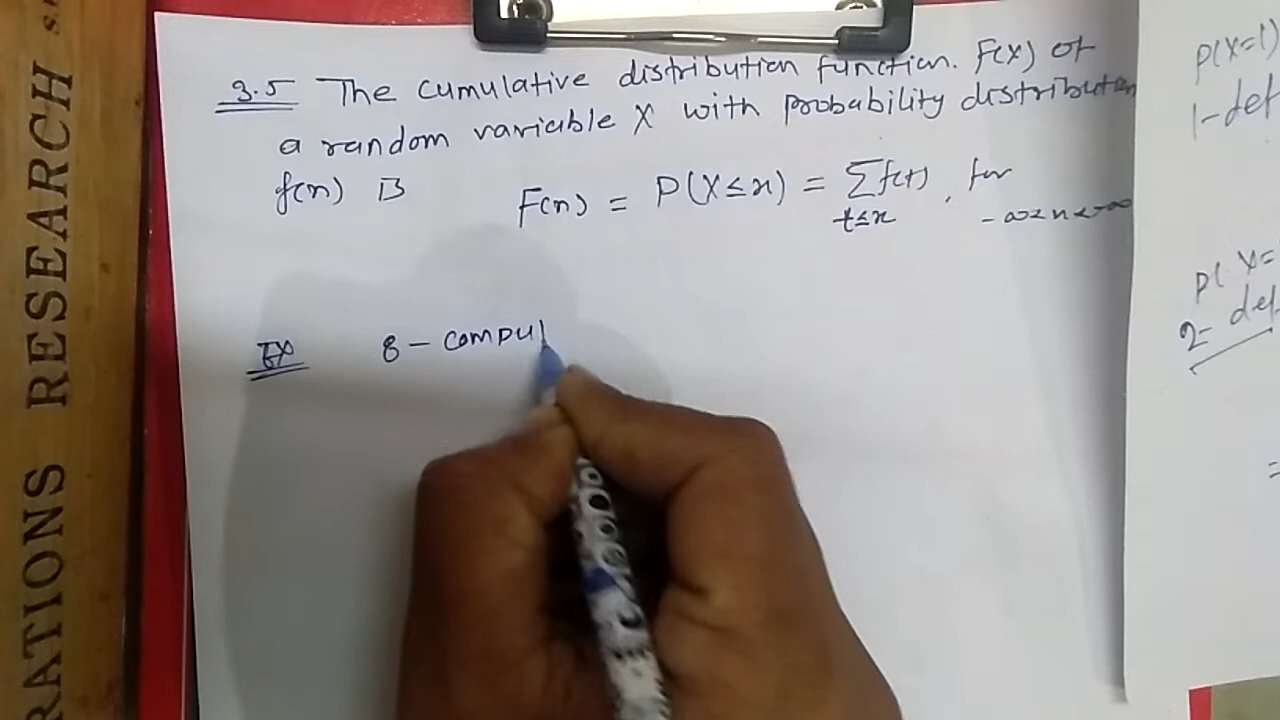 3.5 The cumulative distribution function. F(x) of
a random variable X with probability distribution
f(x) is F(x) = P(X ≤ x) = ∑ f(t), for
t≤x -∞<x<∞
EX 8 - compu
P(X=1)
1-def
P( X=
2- def
=
RATIONS RESEARCH